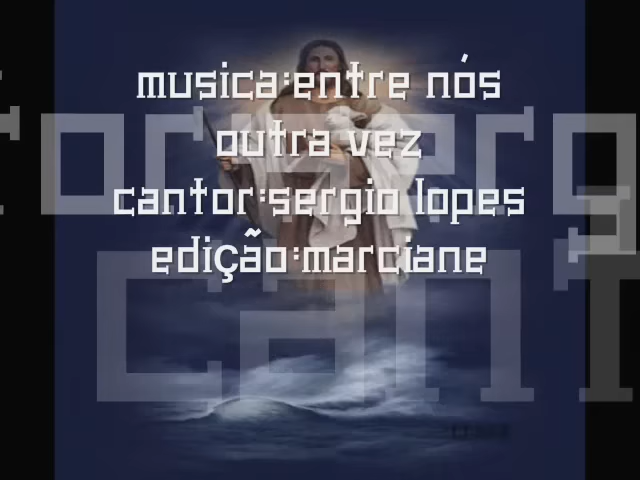 musica:entre nós
outra vez
cantor:sergio lopes
edição:marciane